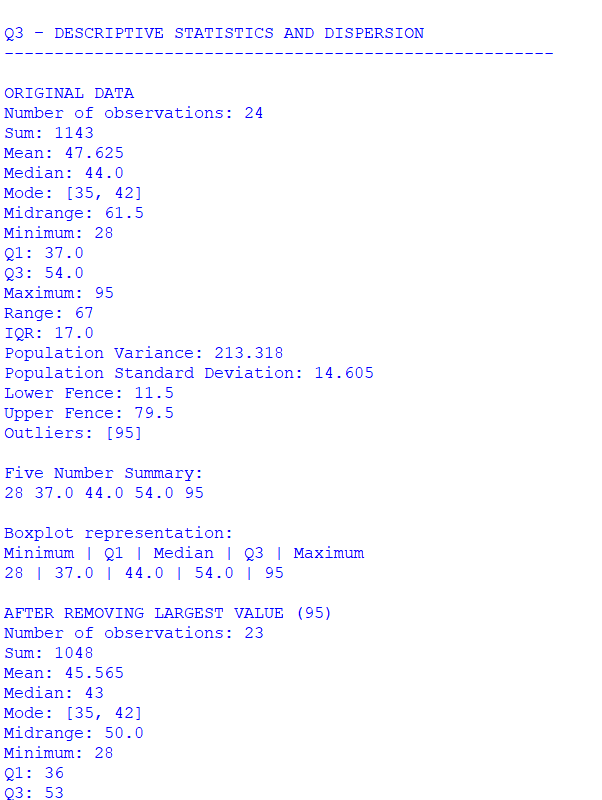 Q3 - DESCRIPTIVE STATISTICS AND DISPERSION
-------------------------------------------------------
ORIGINAL DATA
Number of observations: 24
Sum: 1143
Mean: 47.625
Median: 44.0
Mode: [35, 42]
Midrange: 61.5
Minimum: 28
Q1: 37.0
Q3: 54.0
Maximum: 95
Range: 67
IQR: 17.0
Population Variance: 213.318
Population Standard Deviation: 14.605
Lower Fence: 11.5
Upper Fence: 79.5
Outliers: [95]
Five Number Summary:
28 37.0 44.0 54.0 95
Boxplot representation:
Minimum | Q1 | Median | Q3 | Maximum
28 | 37.0 | 44.0 | 54.0 | 95
AFTER REMOVING LARGEST VALUE (95)
Number of observations: 23
Sum: 1048
Mean: 45.565
Median: 43
Mode: [35, 42]
Midrange: 50.0
Minimum: 28
Q1: 36
Q3: 53